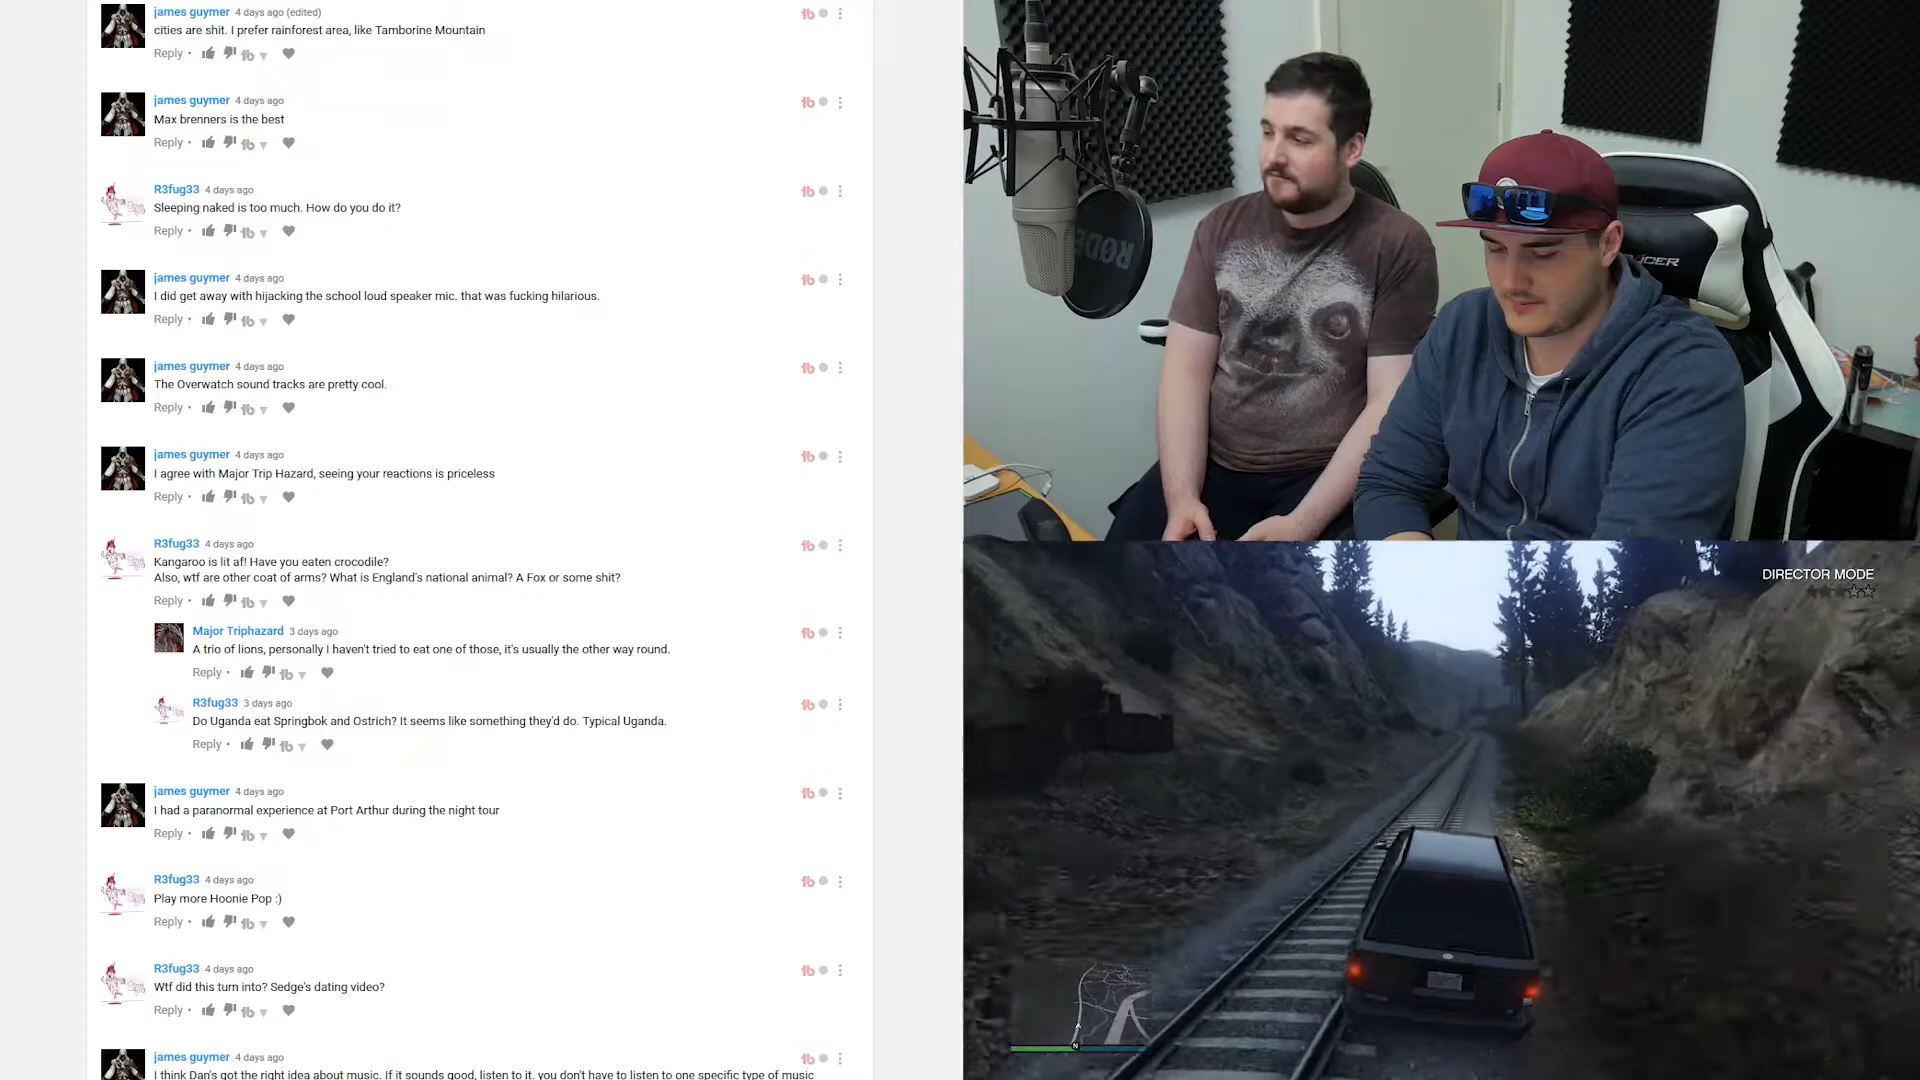 james guymer 4 days ago (edited)
cities are shit. I prefer rainforest area, like Tamborine Mountain
Reply
james guymer 4 days ago
Max brenners is the best
Reply
R3fug33 4 days ago
Sleeping naked is too much. How do you do it?
Reply
james guymer 4 days ago
I did get away with hijacking the school loud speaker mic. that was fucking hilarious.
Reply
james guymer 4 days ago
The Overwatch sound tracks are pretty cool.
Reply
james guymer 4 days ago
I agree with Major Trip Hazard, seeing your reactions is priceless
Reply
R3fug33 4 days ago
Kangaroo is lit af! Have you eaten crocodile?
Also, wtf are other coat of arms? What is England's national animal? A Fox or some shit?
Reply
Major Triphazard 3 days ago
A trio of lions, personally I haven't tried to eat one of those, it's usually the other way round.
Reply
R3fug33 3 days ago
Do Uganda eat Springbok and Ostrich? It seems like something they'd do. Typical Uganda.
Reply
james guymer 4 days ago
I had a paranormal experience at Port Arthur during the night tour
Reply
R3fug33 4 days ago
Play more Hoonie Pop :)
Reply
R3fug33 4 days ago
Wtf did this turn into? Sedge's dating video?
Reply
james guymer 4 days ago
I think Dan's got the right idea about music. If it sounds good, listen to it. you don't have to listen to one specific type of music
RØDE
DIRECTOR MODE
N